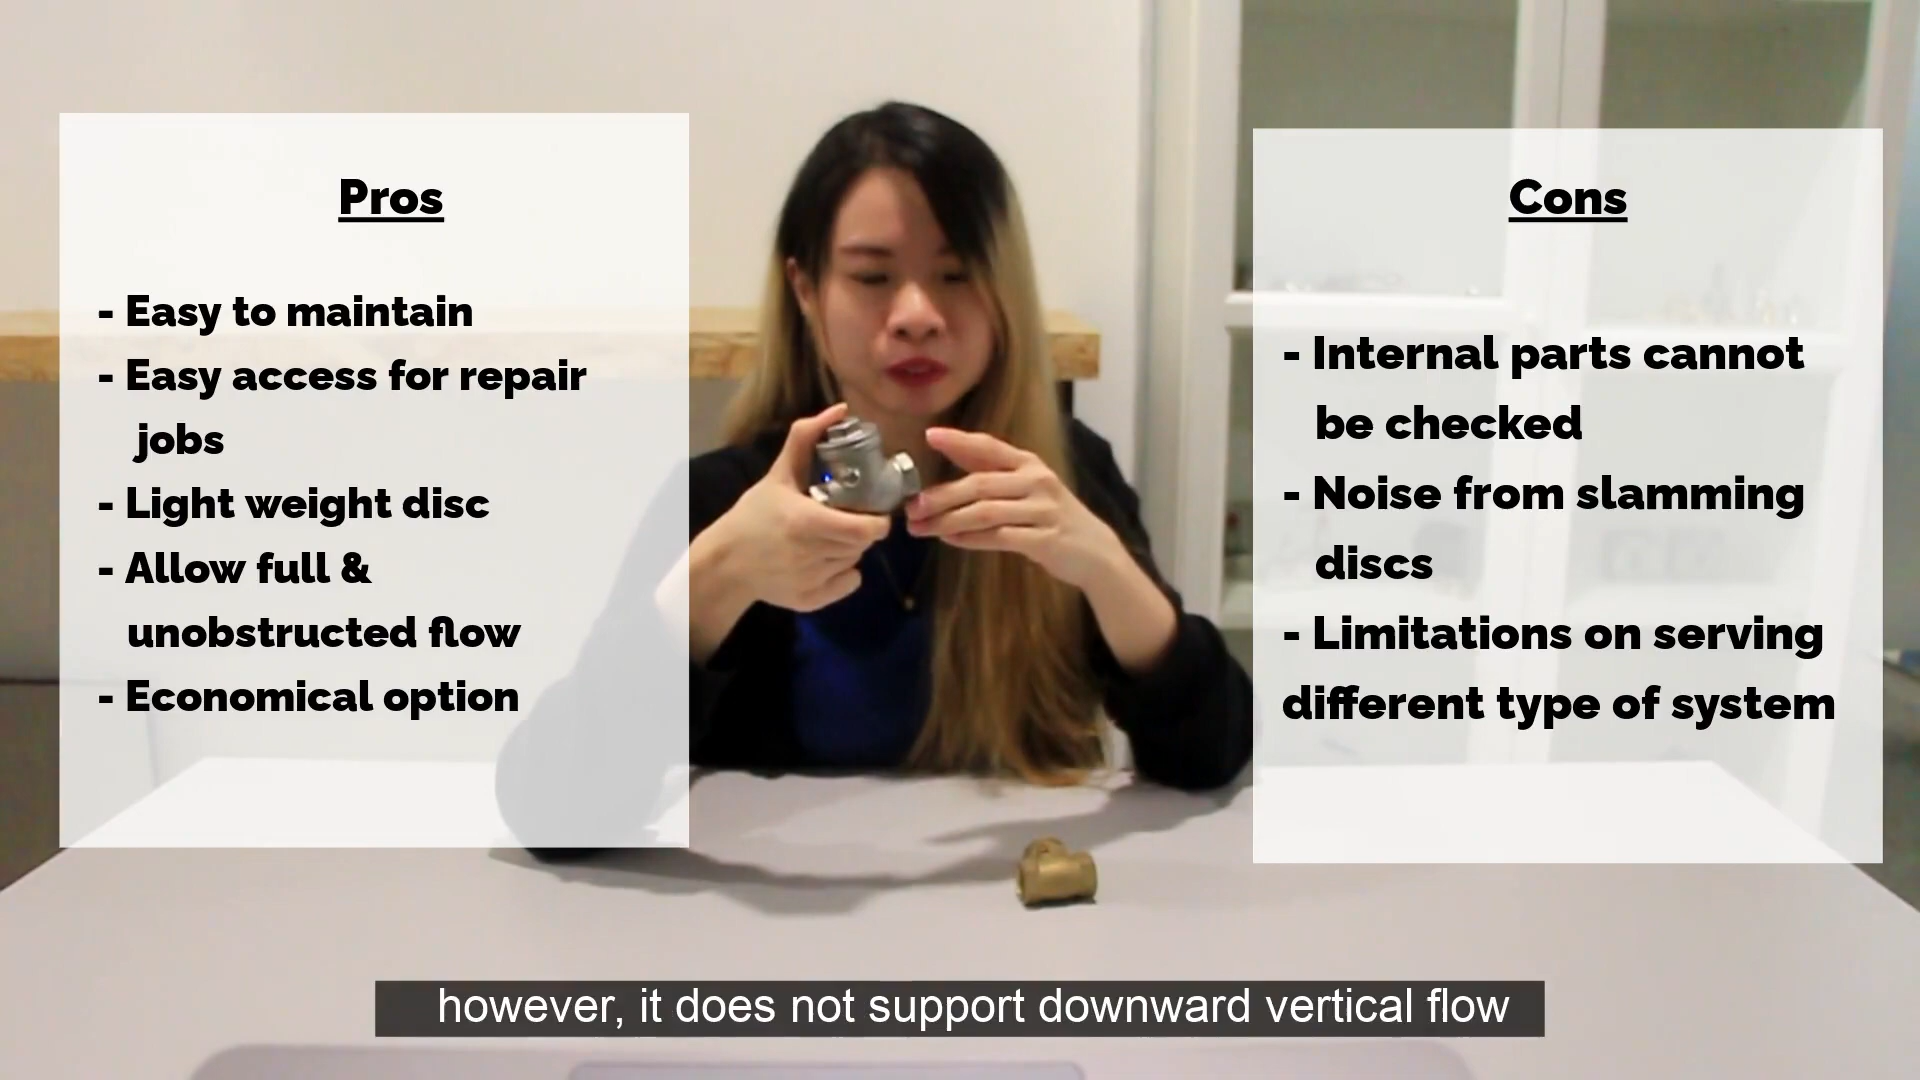 Pros
- Easy to maintain
- Easy access for repair
jobs
- Light weight disc
- Allow full &
unobstructed flow
- Economical option
Cons
- Internal parts cannot
be checked
- Noise from slamming
discs
- Limitations on serving
different type of system
however, it does not support downward vertical flow